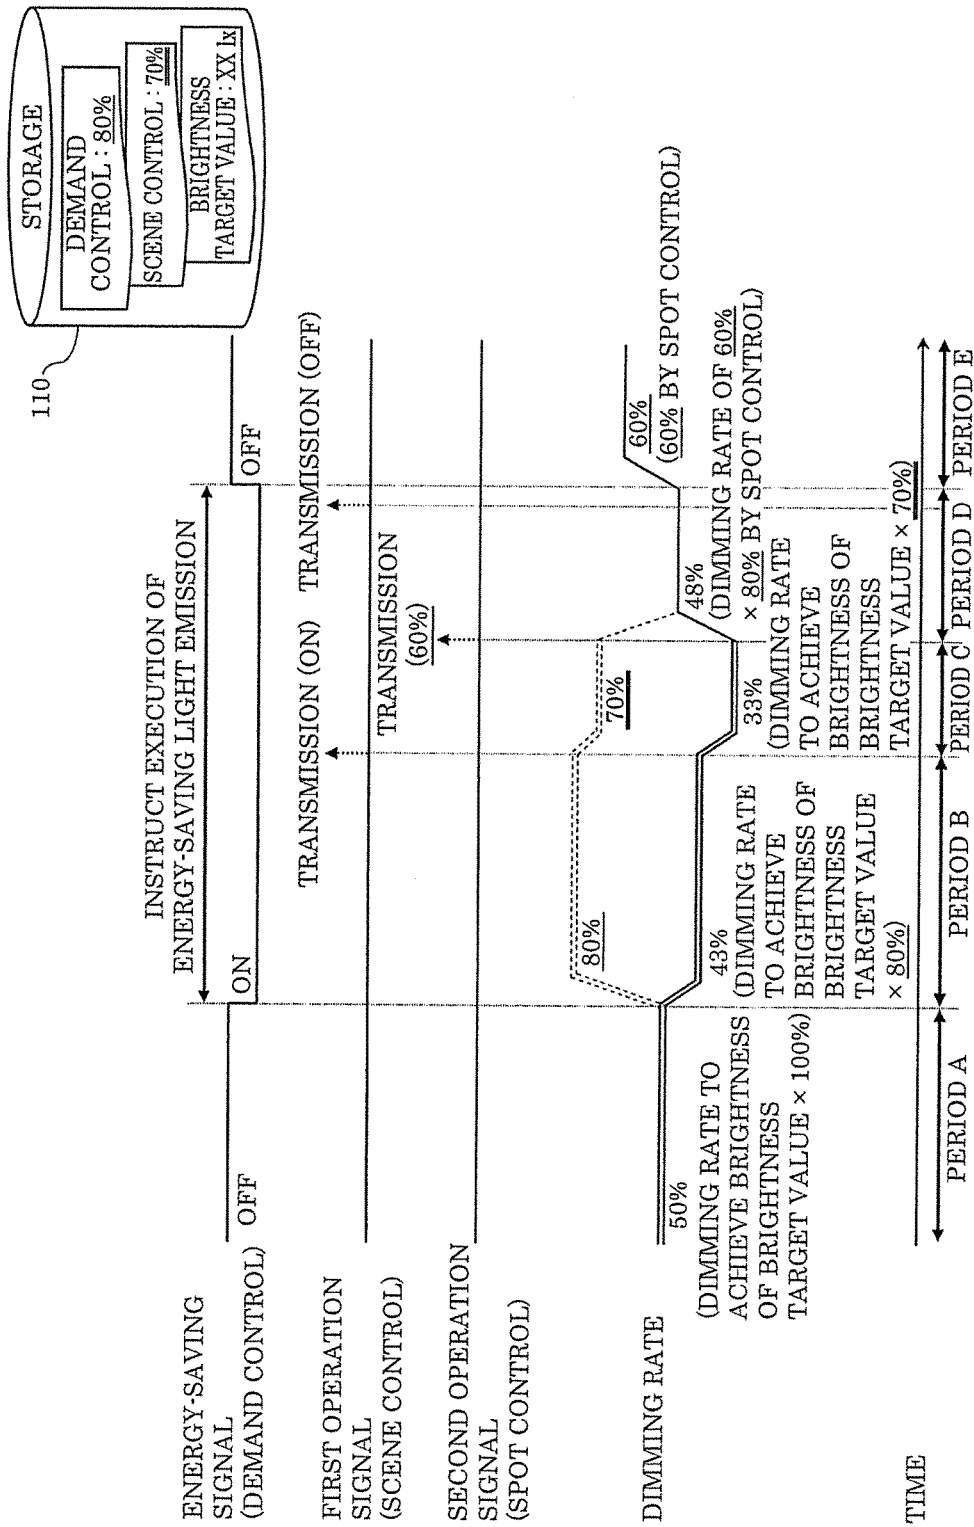 STORAGE
DEMAND
CONTROL : 80%
SCENE CONTROL : 70%
BRIGHTNESS
TARGET VALUE : XX lx
110
ENERGY-SAVING
SIGNAL
(DEMAND CONTROL)
OFF
ON
INSTRUCT EXECUTION OF
ENERGY-SAVING LIGHT EMISSION
OFF
FIRST OPERATION
SIGNAL
(SCENE CONTROL)
TRANSMISSION (ON)
TRANSMISSION (OFF)
SECOND OPERATION
SIGNAL
(SPOT CONTROL)
TRANSMISSION
(60%)
DIMMING RATE
50%
(DIMMING RATE TO
ACHIEVE BRIGHTNESS
OF BRIGHTNESS
TARGET VALUE × 100%)
80%
43%
(DIMMING RATE
TO ACHIEVE
BRIGHTNESS OF
BRIGHTNESS
TARGET VALUE
× 80%)
70%
33%
(DIMMING RATE
TO ACHIEVE
BRIGHTNESS OF
BRIGHTNESS
TARGET VALUE × 70%)
48%
(DIMMING RATE OF 60%
× 80% BY SPOT CONTROL)
60%
(60% BY SPOT CONTROL)
TIME
PERIOD A
PERIOD B
PERIOD C
PERIOD D
PERIOD E